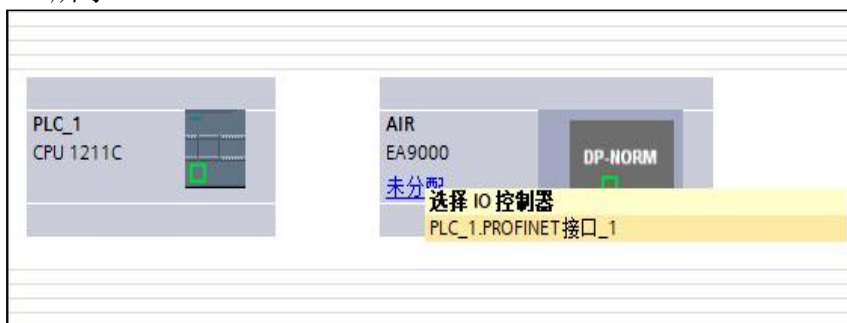 PLC_1
CPU 1211C
AIR
EA9000
DP-NORM
未分配
选择 IO 控制器
PLC_1.PROFINET接口_1